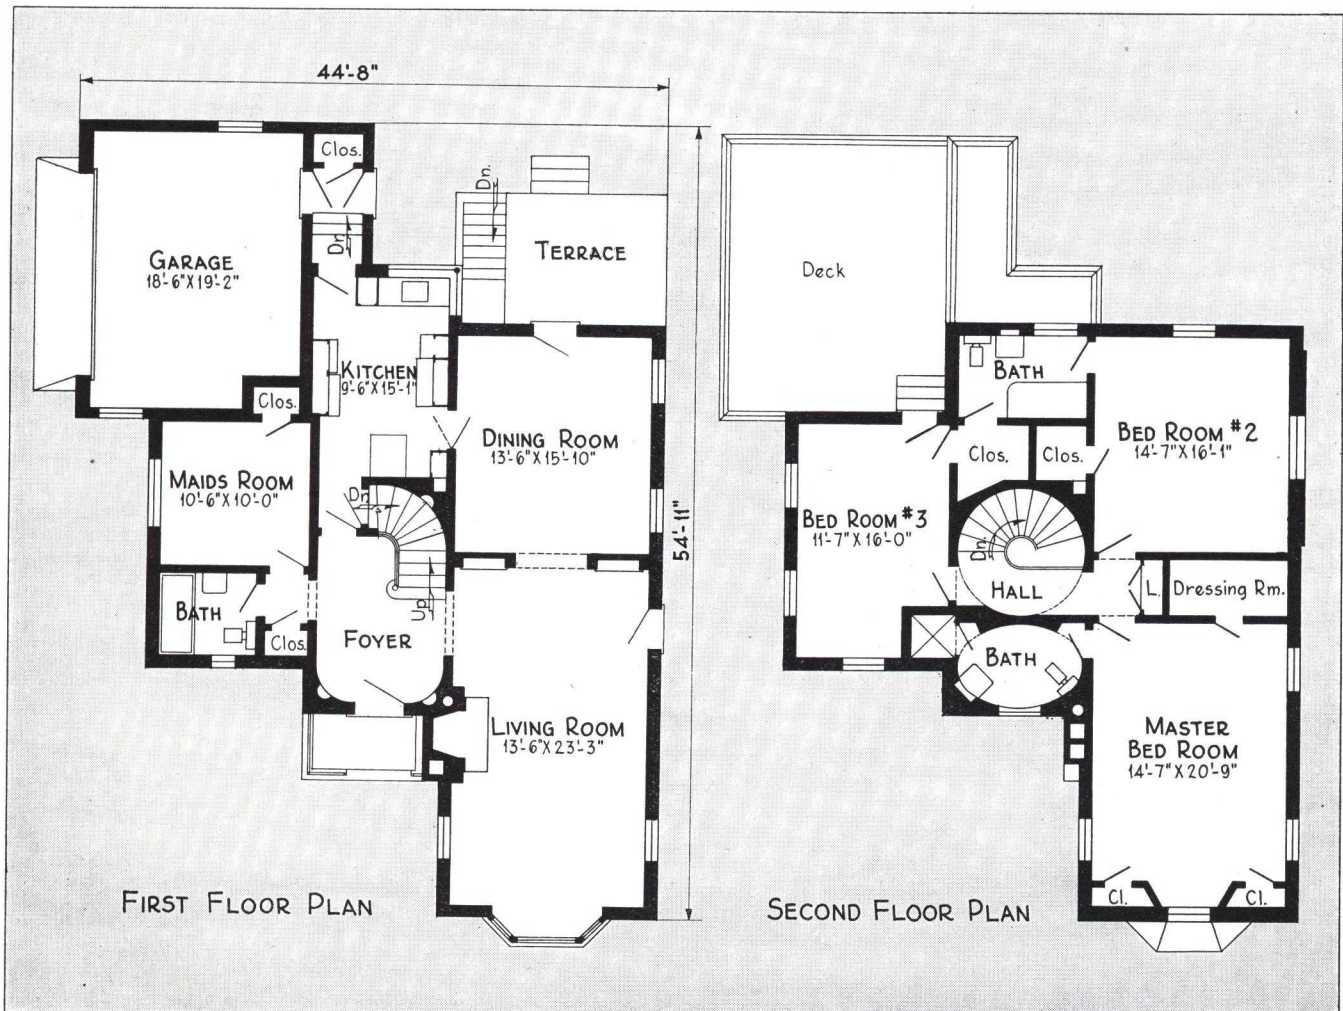 44'-8"
Clos.
Dn.
Dn.
GARAGE
18'-6"X19'-2"
TERRACE
KITCHEN
9'-6"X15'-1"
Clos.
DINING ROOM
13'-6"X15'-10"
MAIDS ROOM
10'-6"X10'-0"
Dn.
54'-11"
BATH
Up
Clos.
FOYER
LIVING ROOM
13'-6"X23'-3"
FIRST FLOOR PLAN
Deck
BATH
BED ROOM #2
14'-7"X16'-1"
Clos.
Clos.
BED ROOM #3
11'-7"X16'-0"
Dn.
HALL
L.
Dressing Rm.
BATH
MASTER
BED ROOM
14'-7"X20'-9"
Cl.
Cl.
SECOND FLOOR PLAN